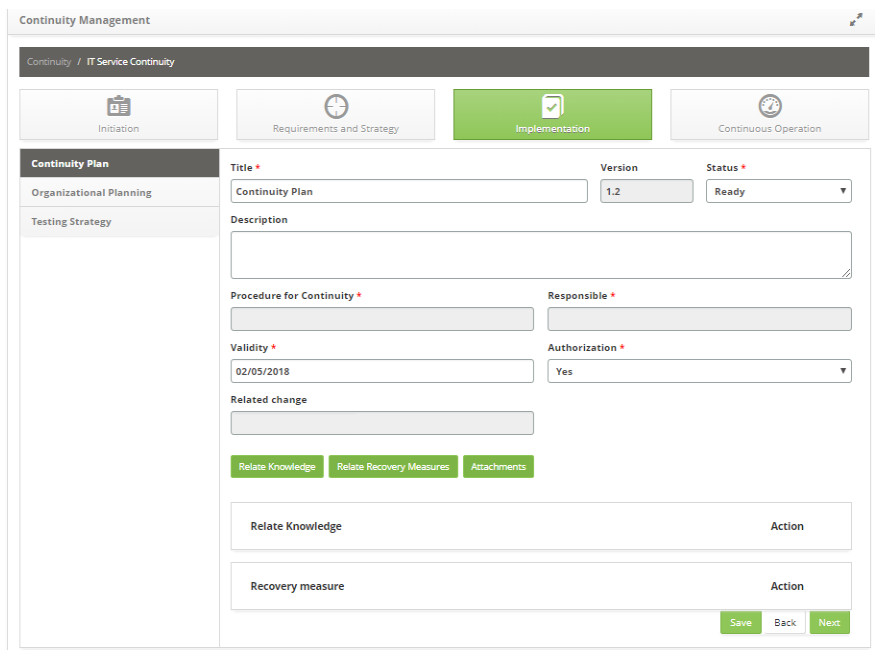 Continuity Management
Continuity / IT Service Continuity
Initiation
Requirements and Strategy
Implementation
Continuous Operation
Continuity Plan
Organizational Planning
Testing Strategy
Title * Version Status *
Continuity Plan 1.2 Ready
Description
Procedure for Continuity * Responsible *
Validity * Authorization *
02/05/2018 Yes
Related change
Relate Knowledge Relate Recovery Measures Attachments
Relate Knowledge Action
Recovery measure Action
Save Back Next